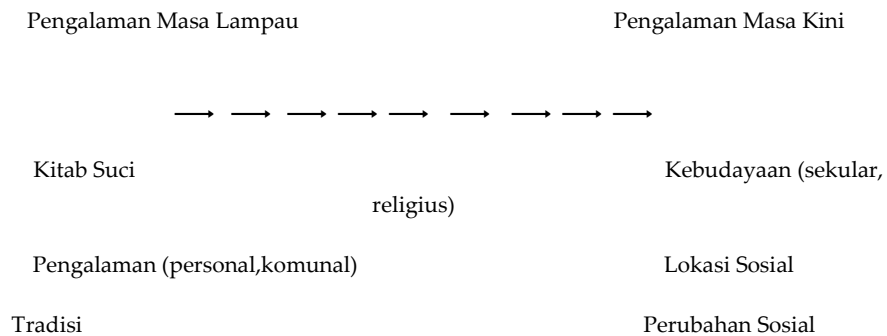 Pengalaman Masa Lampau Pengalaman Masa Kini
Kitab Suci Kebudayaan (sekular,
religius)
Pengalaman (personal,komunal) Lokasi Sosial
Tradisi Perubahan Sosial